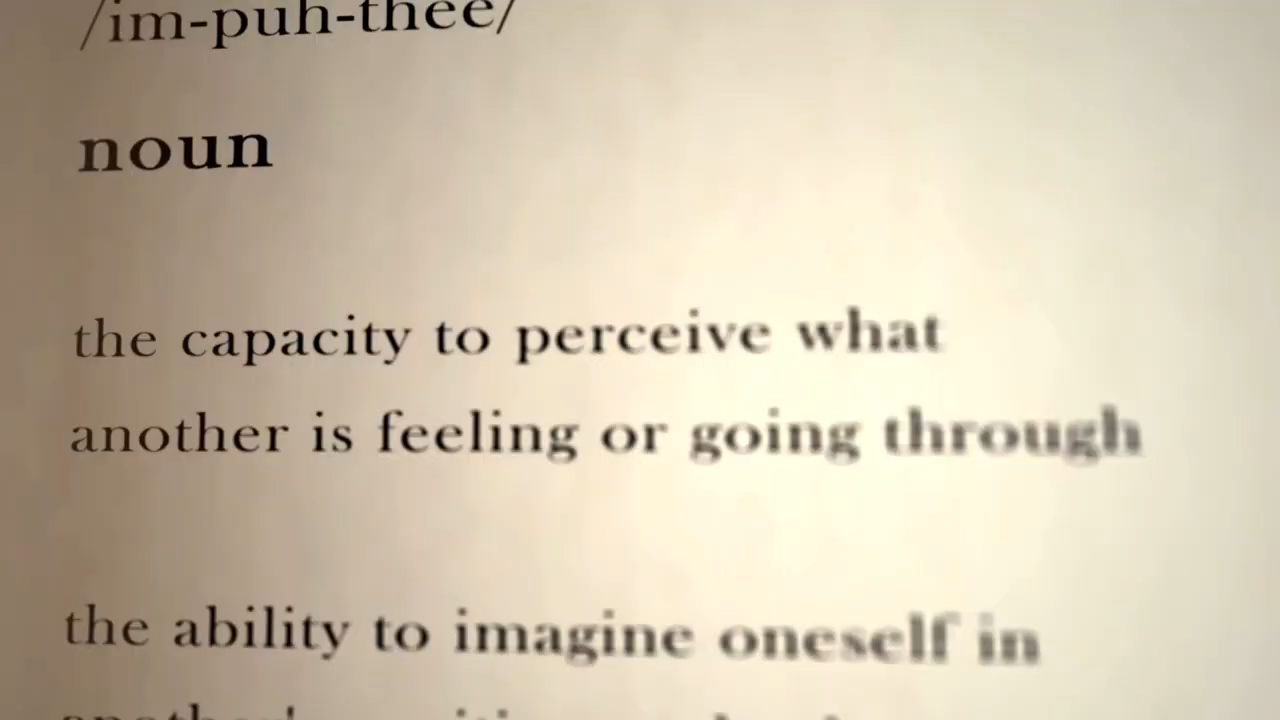 /im-puh-thee/
noun
the capacity to perceive what
another is feeling or going through
the ability to imagine oneself in